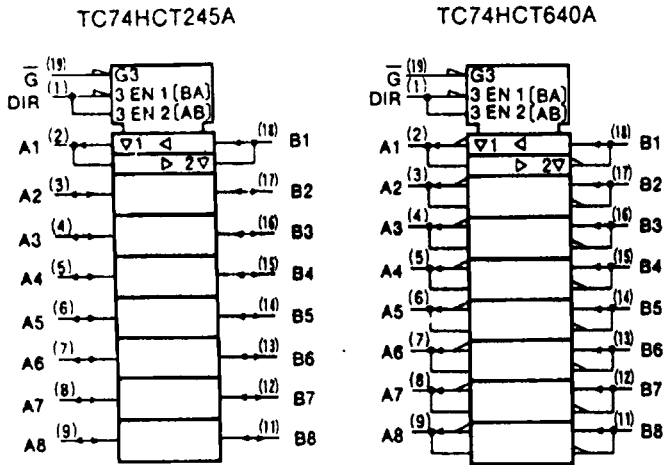 TC74HCT245A
G̅ (19) G3
DIR (1) 3 EN 1 [BA]
3 EN 2 [AB]
A1 (2) ▽1 ◁ (18) B1
▷ 2▽
A2 (3) (17) B2
A3 (4) (16) B3
A4 (5) (15) B4
A5 (6) (14) B5
A6 (7) (13) B6
A7 (8) (12) B7
A8 (9) (11) B8
TC74HCT640A
G̅ (19) G3
DIR (1) 3 EN 1 [BA]
3 EN 2 [AB]
A1 (2) ▽1 ◁ (18) B1
▷ 2▽
A2 (3) (17) B2
A3 (4) (16) B3
A4 (5) (15) B4
A5 (6) (14) B5
A6 (7) (13) B6
A7 (8) (12) B7
A8 (9) (11) B8